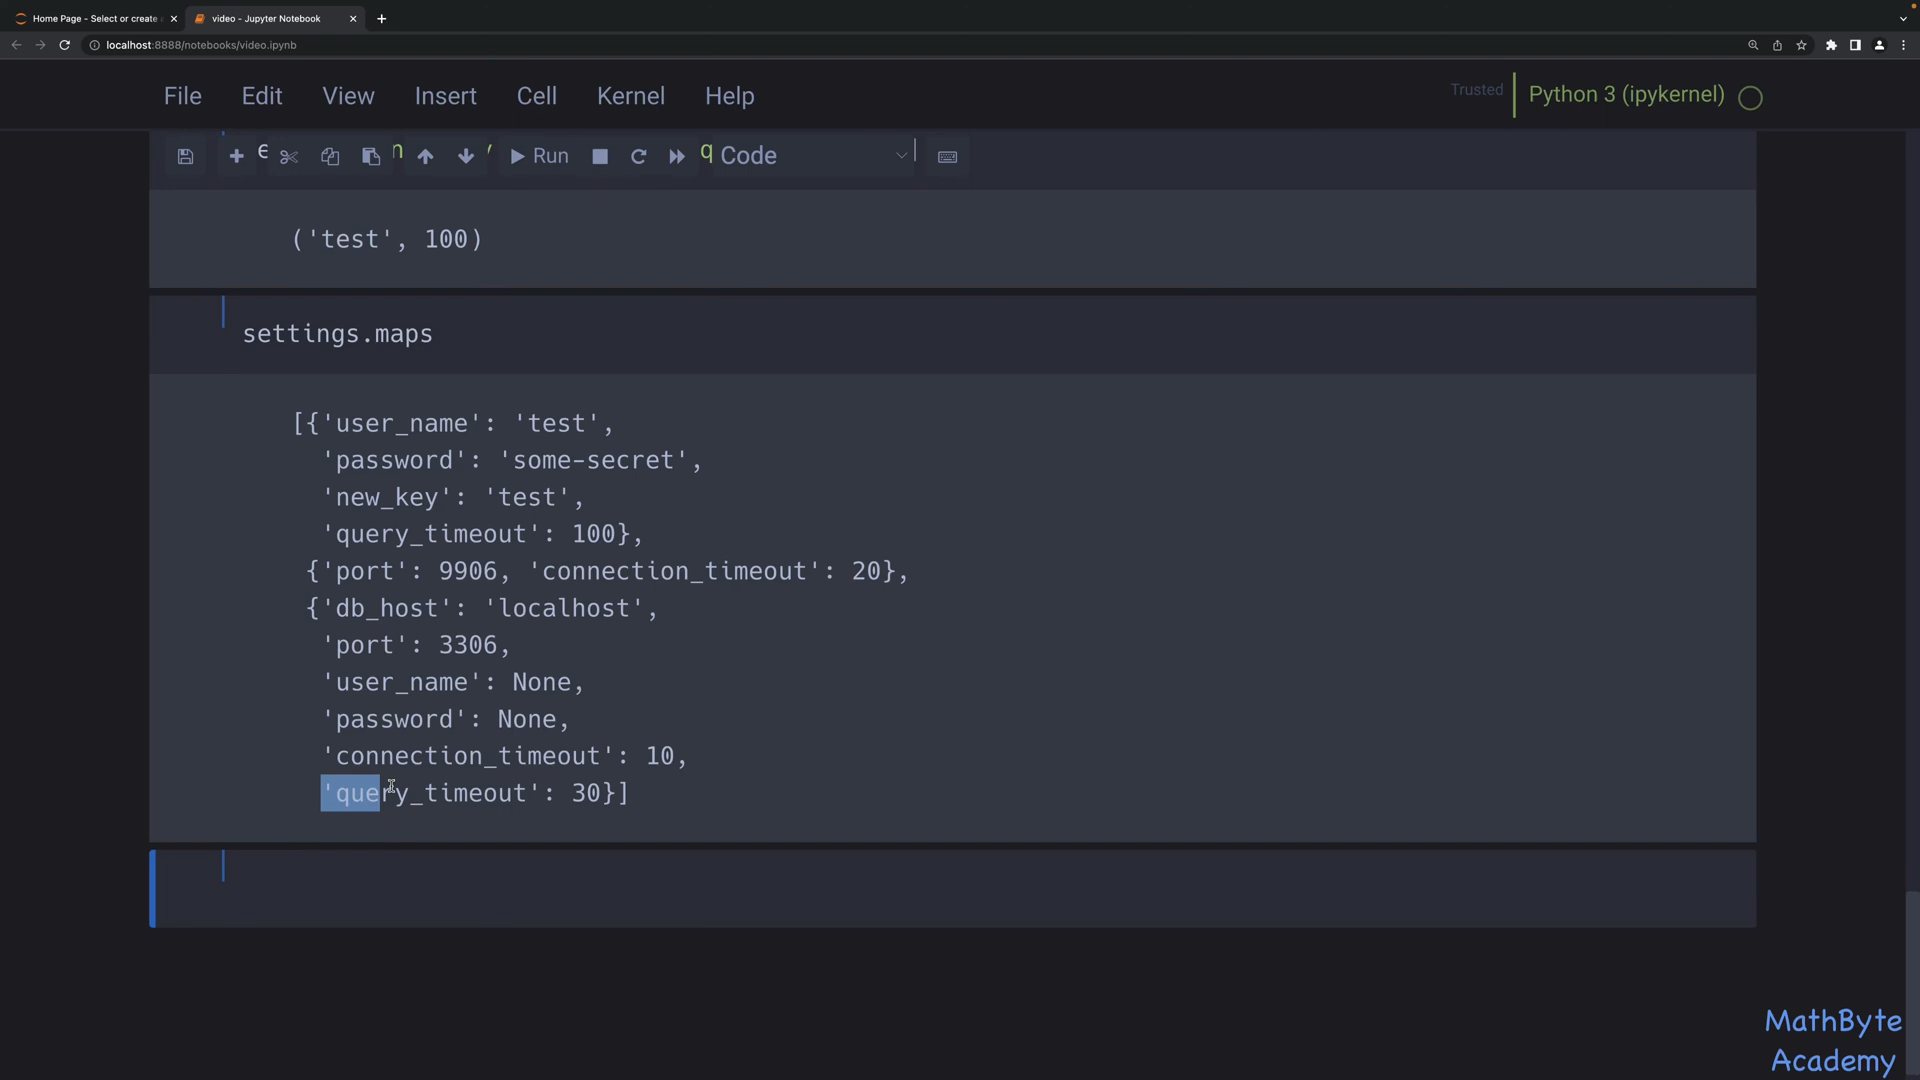 Home Page - Select or create
video - Jupyter Notebook
localhost:8888/notebooks/video.ipynb
File Edit View Insert Cell Kernel Help
Trusted
Python 3 (ipykernel)
Run
Code
('test', 100)
settings.maps
[{'user_name': 'test',
'password': 'some-secret',
'new_key': 'test',
'query_timeout': 100},
{'port': 9906, 'connection_timeout': 20},
{'db_host': 'localhost',
'port': 3306,
'user_name': None,
'password': None,
'connection_timeout': 10,
'query_timeout': 30}]
MathByte
Academy